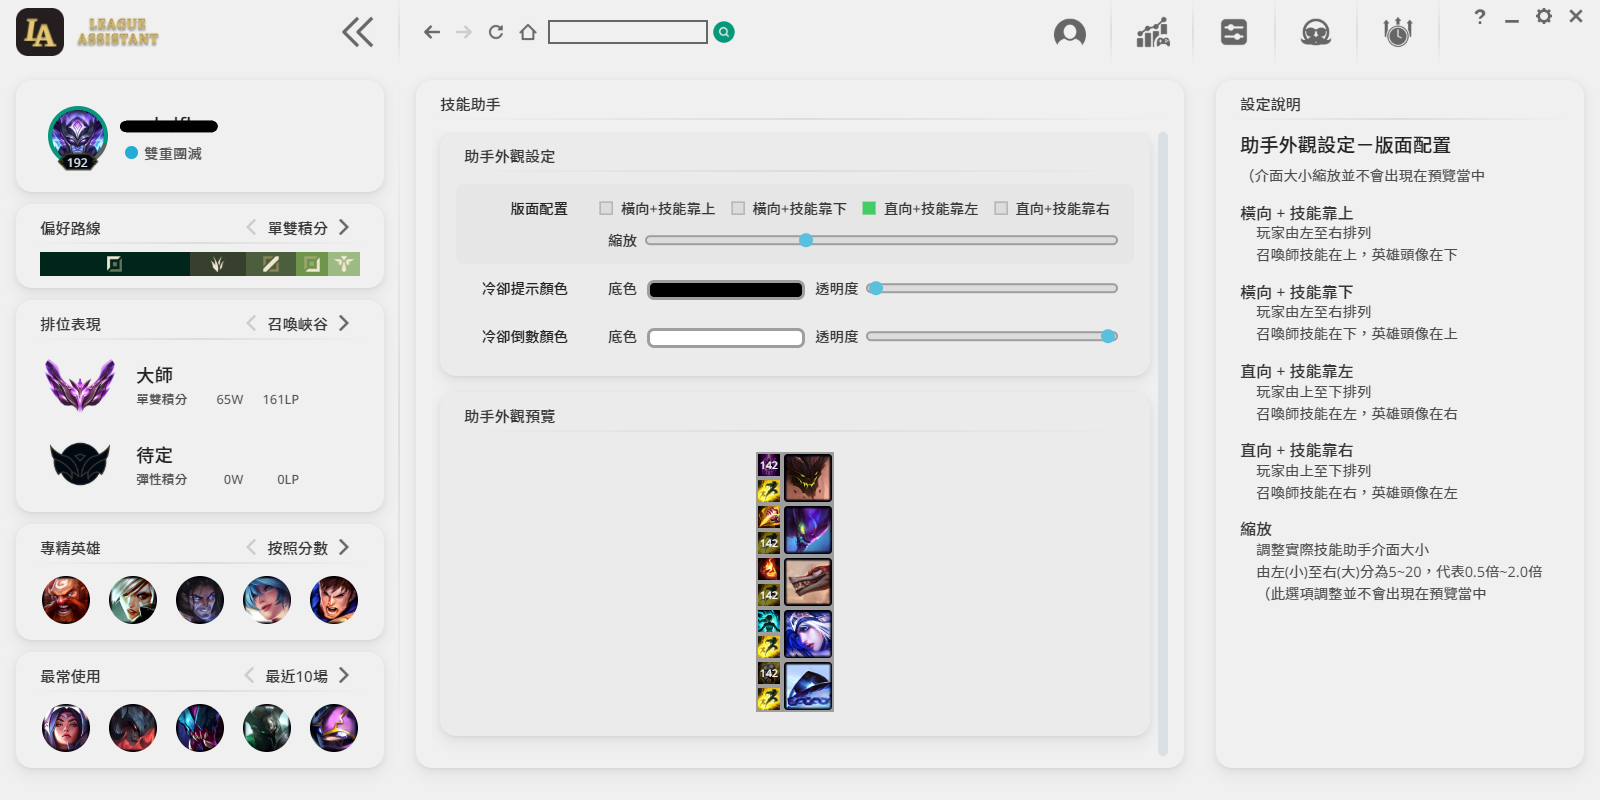 LA
LEAGUE
ASSISTANT
?
192
雙重團滅
偏好路線
單雙積分
排位表現
召喚峽谷
大師
單雙積分 65W 161LP
待定
彈性積分 0W 0LP
專精英雄
按照分數
最常使用
最近10場
技能助手
助手外觀設定
版面配置 橫向+技能靠上 橫向+技能靠下 直向+技能靠左 直向+技能靠右
縮放
冷卻提示顏色 底色 透明度
冷卻倒數顏色 底色 透明度
助手外觀預覽
142
142
142
142
設定說明
助手外觀設定－版面配置
（介面大小縮放並不會出現在預覽當中
橫向 + 技能靠上
玩家由左至右排列
召喚師技能在上，英雄頭像在下
橫向 + 技能靠下
玩家由左至右排列
召喚師技能在下，英雄頭像在上
直向 + 技能靠左
玩家由上至下排列
召喚師技能在左，英雄頭像在右
直向 + 技能靠右
玩家由上至下排列
召喚師技能在右，英雄頭像在左
縮放
調整實際技能助手介面大小
由左(小)至右(大)分為5~20，代表0.5倍~2.0倍
（此選項調整並不會出現在預覽當中